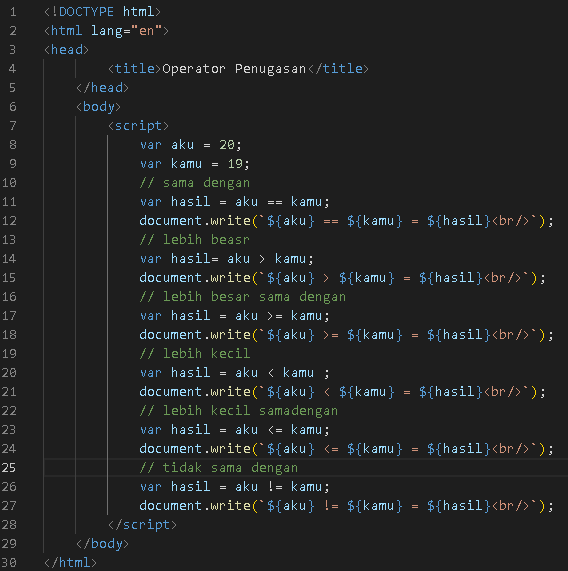 1 <!DOCTYPE html>
2 <html lang="en">
3 <head>
4 <title>Operator Penugasan</title>
5 </head>
6 <body>
7 <script>
8 var aku = 20;
9 var kamu = 19;
10 // sama dengan
11 var hasil = aku == kamu;
12 document.write(`${aku} == ${kamu} = ${hasil}<br/>`);
13 // lebih beasr
14 var hasil= aku > kamu;
15 document.write(`${aku} > ${kamu} = ${hasil}<br/>`);
16 // lebih besar sama dengan
17 var hasil = aku >= kamu;
18 document.write(`${aku} >= ${kamu} = ${hasil}<br/>`);
19 // lebih kecil
20 var hasil = aku < kamu ;
21 document.write(`${aku} < ${kamu} = ${hasil}<br/>`);
22 // lebih kecil samadengan
23 var hasil = aku <= kamu;
24 document.write(`${aku} <= ${kamu} = ${hasil}<br/>`);
25 // tidak sama dengan
26 var hasil = aku != kamu;
27 document.write(`${aku} != ${kamu} = ${hasil}<br/>`);
28 </script>
29 </body>
30 </html>